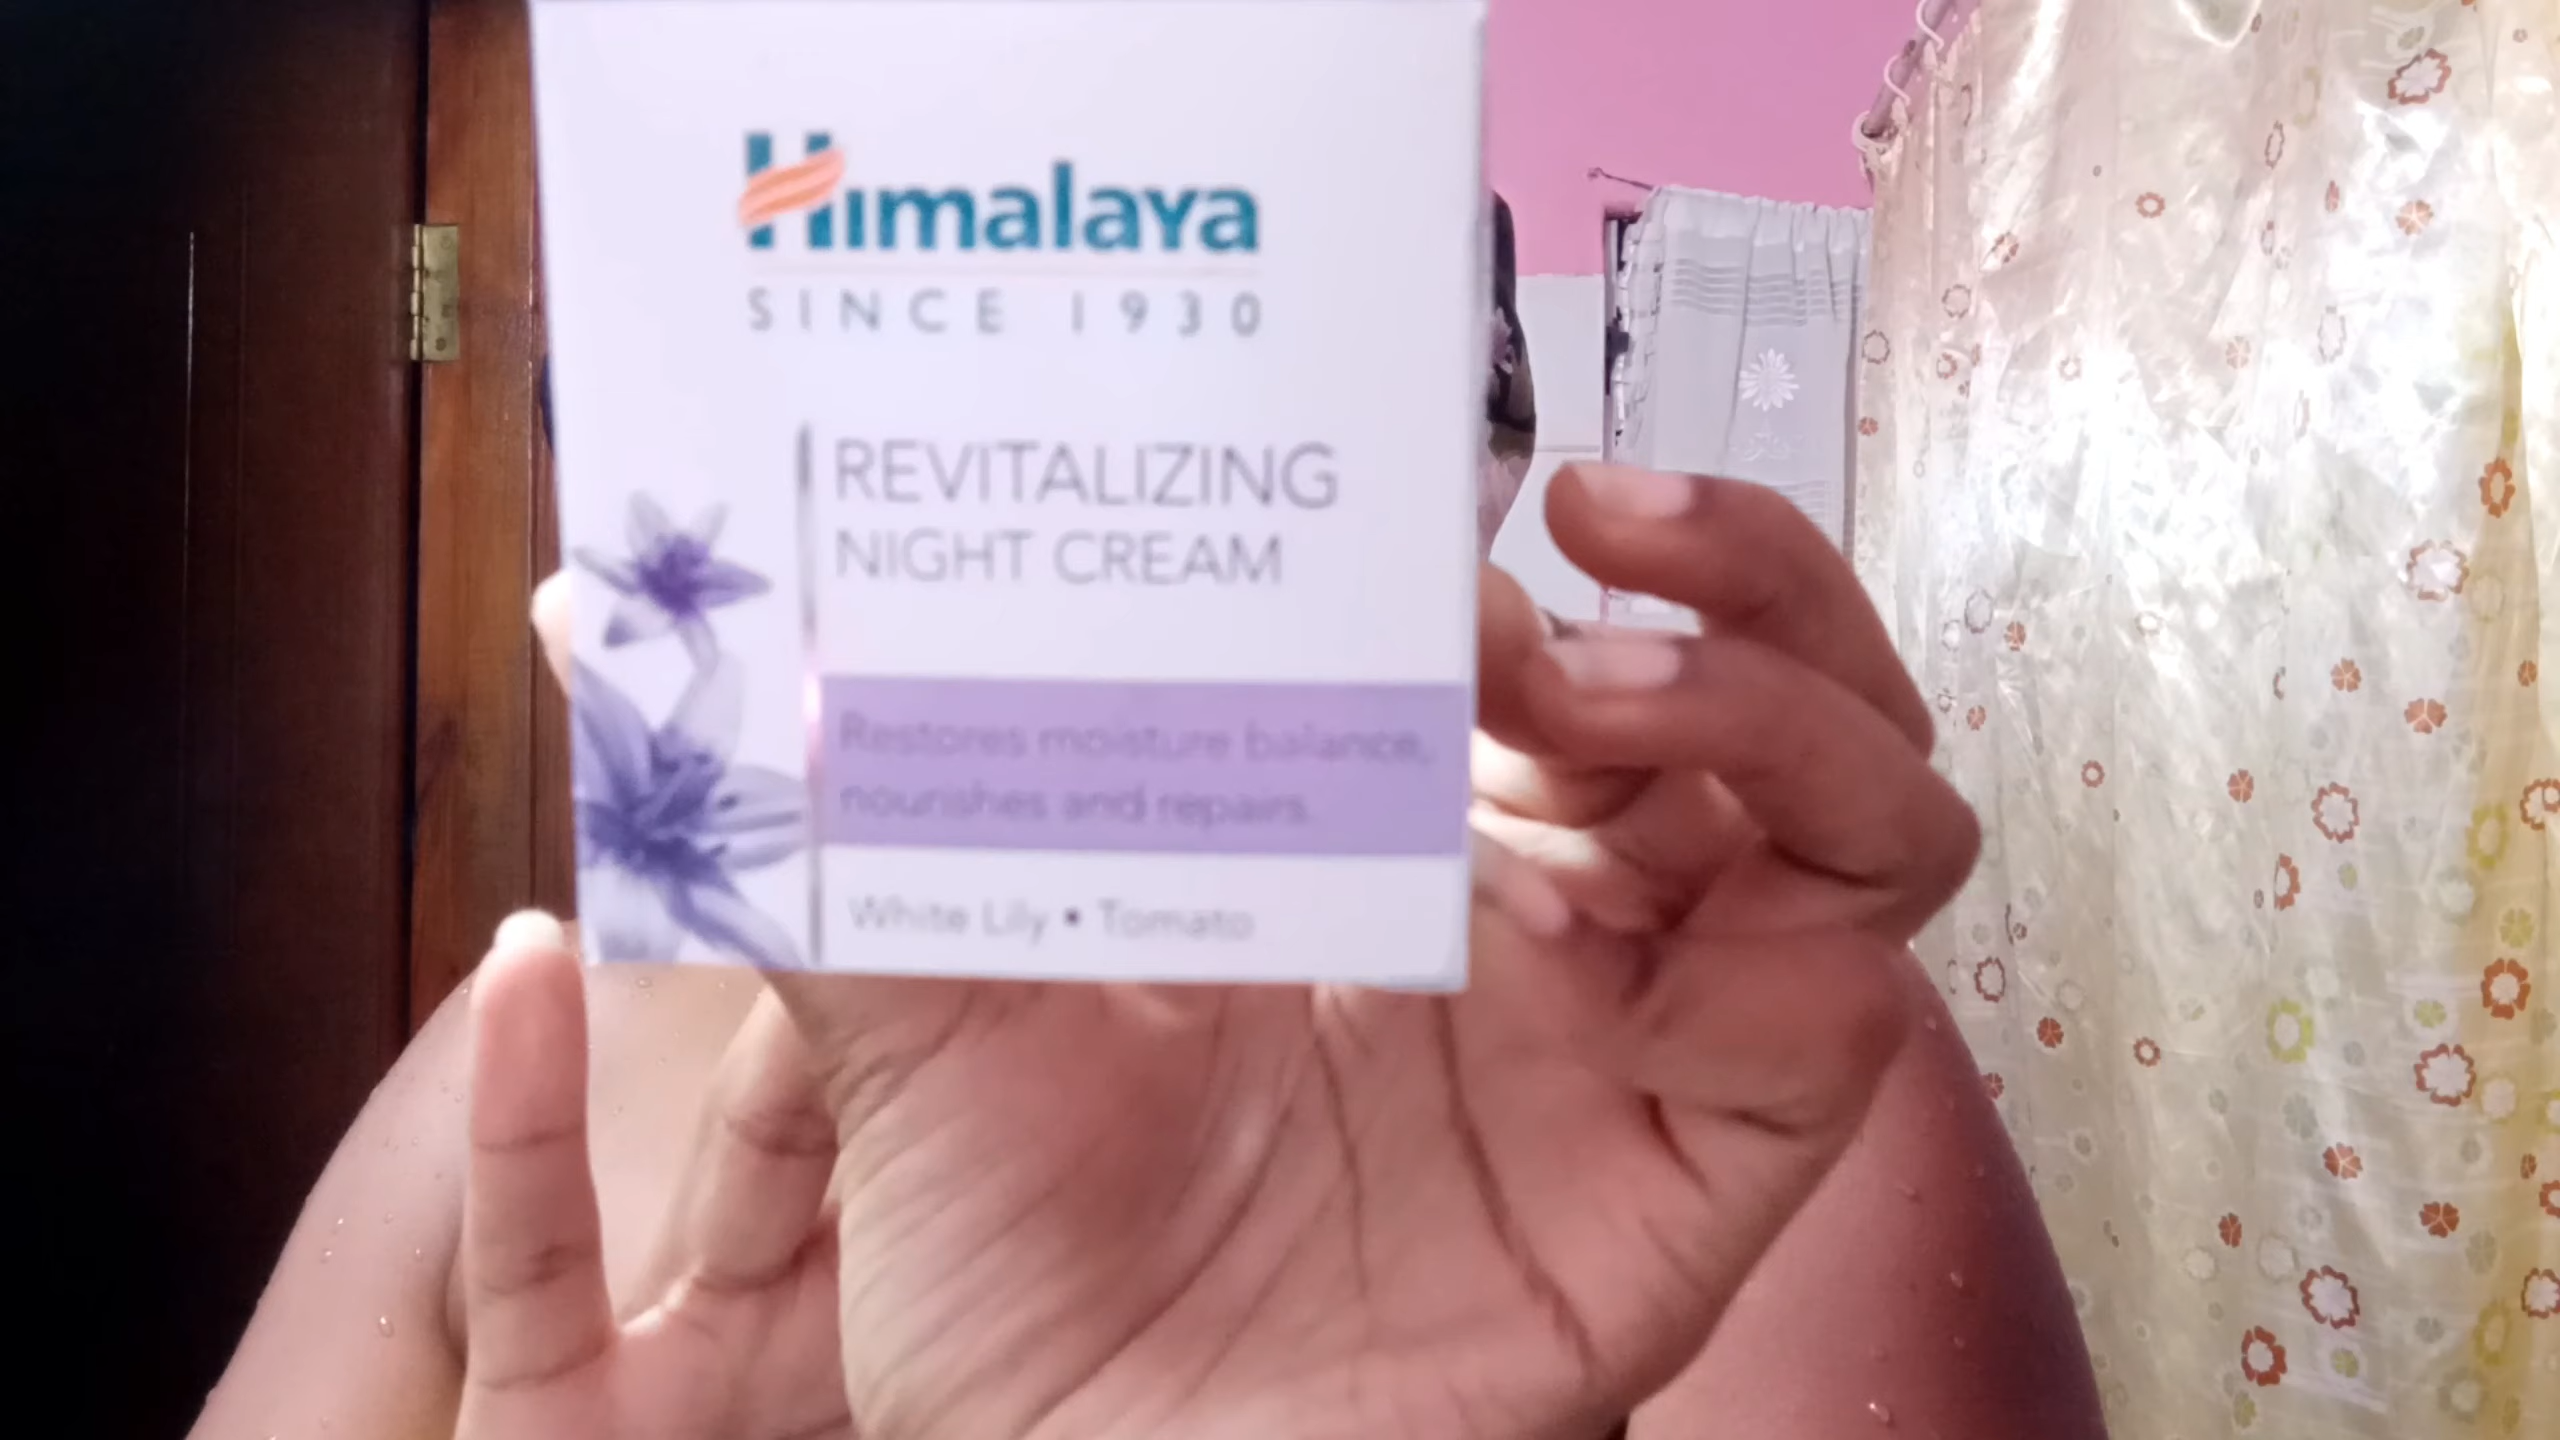 Himalaya
SINCE 1930
REVITALIZING
NIGHT CREAM
Restores moisture balance,
nourishes and repairs.
White Lily • Tomato